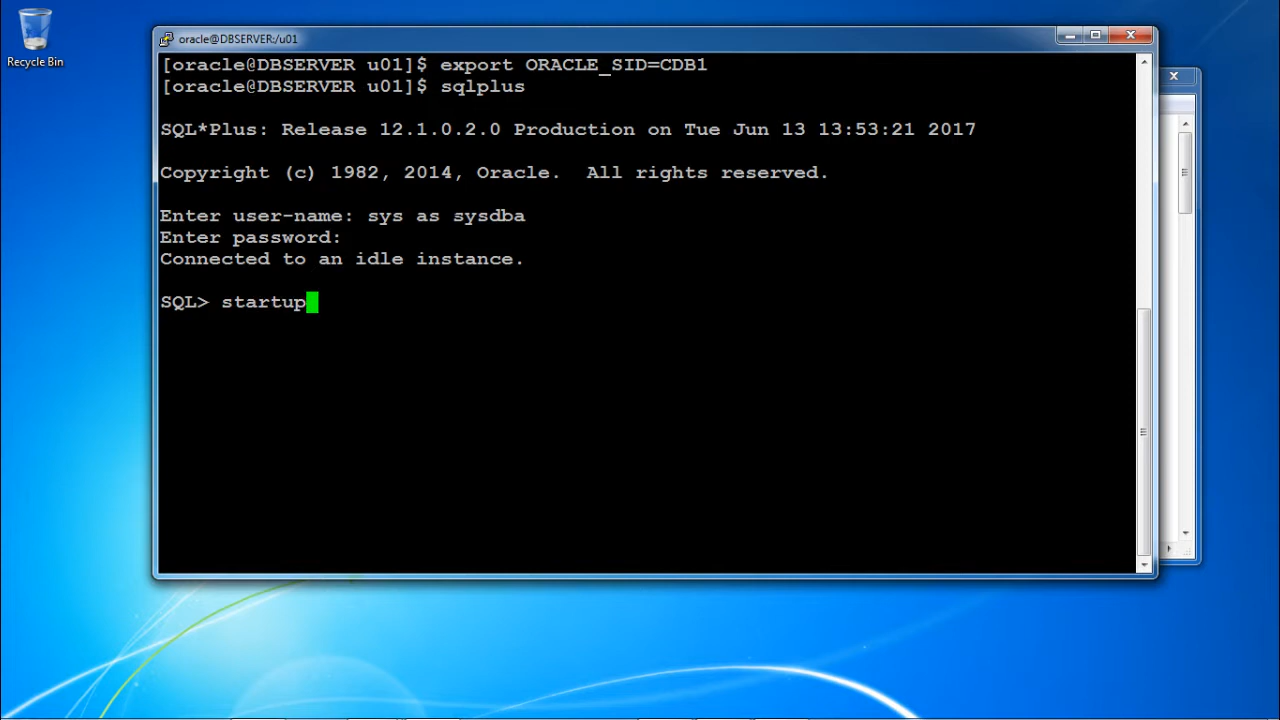 Recycle Bin
oracle@DBSERVER:/u01
[oracle@DBSERVER u01]$ export ORACLE_SID=CDB1
[oracle@DBSERVER u01]$ sqlplus
SQL*Plus: Release 12.1.0.2.0 Production on Tue Jun 13 13:53:21 2017
Copyright (c) 1982, 2014, Oracle.  All rights reserved.
Enter user-name: sys as sysdba
Enter password:
Connected to an idle instance.
SQL> startup